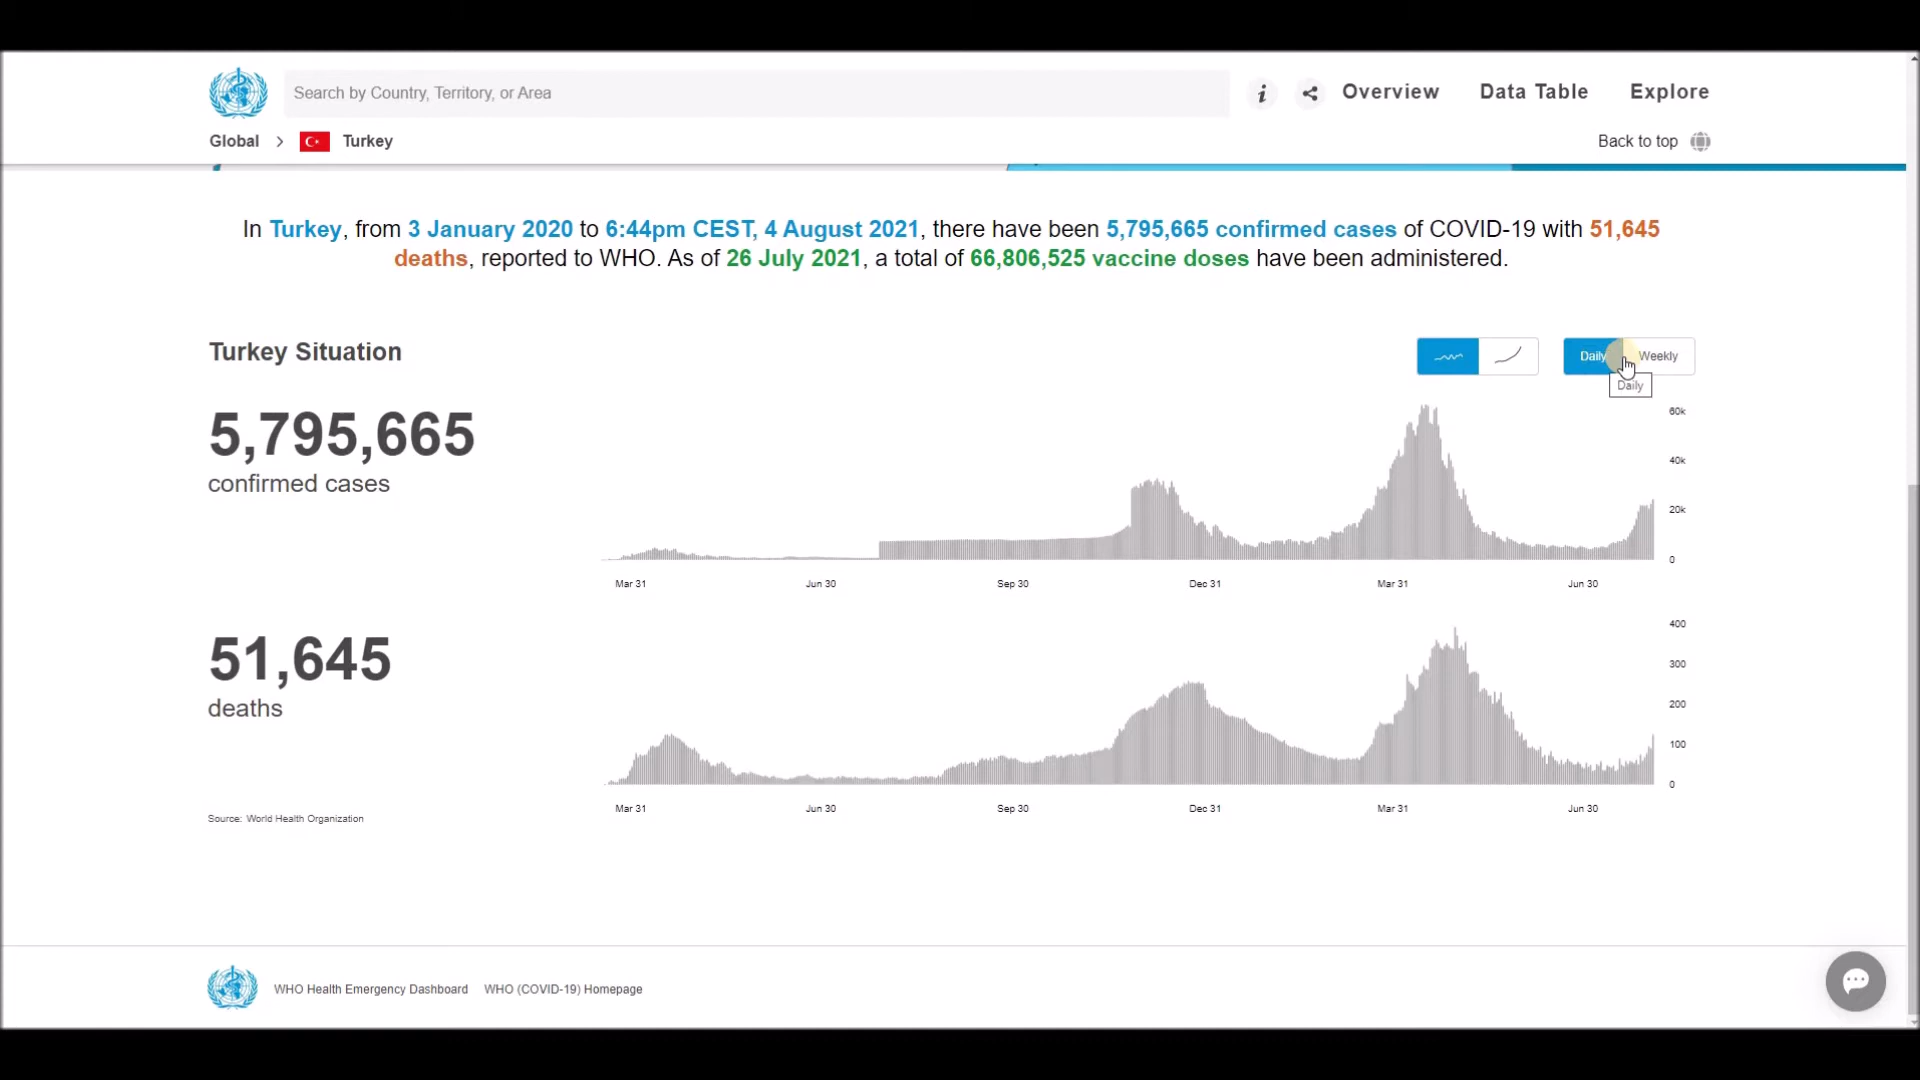 Search by Country, Territory, or Area
i
Overview
Data Table
Explore
Global > Turkey
Back to top
In Turkey, from 3 January 2020 to 6:44pm CEST, 4 August 2021, there have been 5,795,665 confirmed cases of COVID-19 with 51,645
deaths, reported to WHO. As of 26 July 2021, a total of 66,806,525 vaccine doses have been administered.
Turkey Situation
Daily
Weekly
Daily
5,795,665
confirmed cases
60k
40k
20k
0
Mar 31
Jun 30
Sep 30
Dec 31
Mar 31
Jun 30
51,645
deaths
400
300
200
100
0
Mar 31
Jun 30
Sep 30
Dec 31
Mar 31
Jun 30
Source: World Health Organization
WHO Health Emergency Dashboard
WHO (COVID-19) Homepage